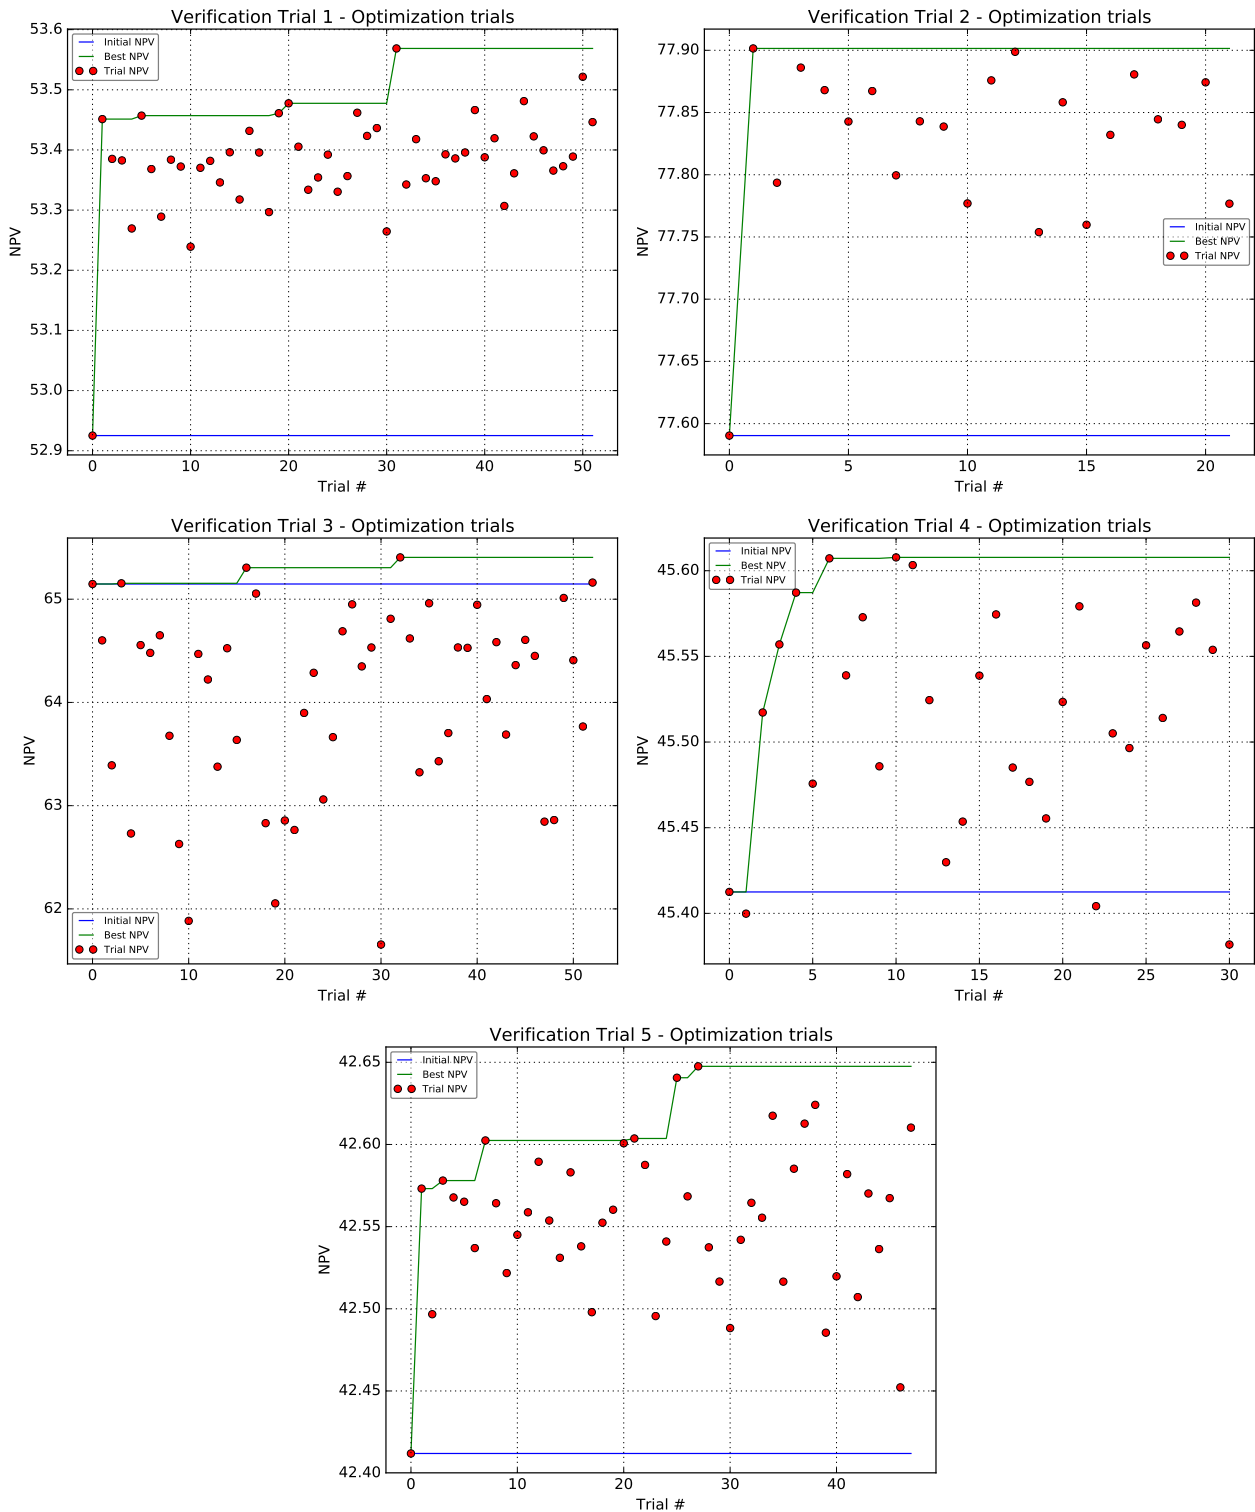 Verification Trial 1 - Optimization trials
Initial NPV
Best NPV
Trial NPV
NPV
53.6
53.5
53.4
53.3
53.2
53.1
53.0
52.9
0 10 20 30 40 50
Trial #
Verification Trial 2 - Optimization trials
NPV
77.90
77.85
77.80
77.75
77.70
77.65
77.60
Initial NPV
Best NPV
Trial NPV
0 5 10 15 20
Trial #
Verification Trial 3 - Optimization trials
NPV
65
64
63
62
Initial NPV
Best NPV
Trial NPV
0 10 20 30 40 50
Trial #
Verification Trial 4 - Optimization trials
Initial NPV
Best NPV
Trial NPV
NPV
45.60
45.55
45.50
45.45
45.40
0 5 10 15 20 25 30
Trial #
Verification Trial 5 - Optimization trials
Initial NPV
Best NPV
Trial NPV
NPV
42.65
42.60
42.55
42.50
42.45
42.40
0 10 20 30 40
Trial #